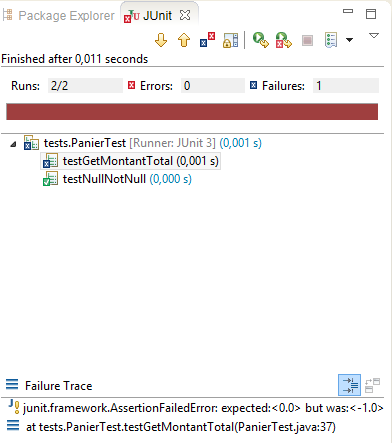 Package Explorer JUnit
Finished after 0,011 seconds
Runs: 2/2 Errors: 0 Failures: 1
tests.PanierTest [Runner: JUnit 3] (0,001 s)
testGetMontantTotal (0,001 s)
testNullNotNull (0,000 s)
Failure Trace
junit.framework.AssertionFailedError: expected:<0.0> but was:<-1.0>
at tests.PanierTest.testGetMontantTotal(PanierTest.java:37)